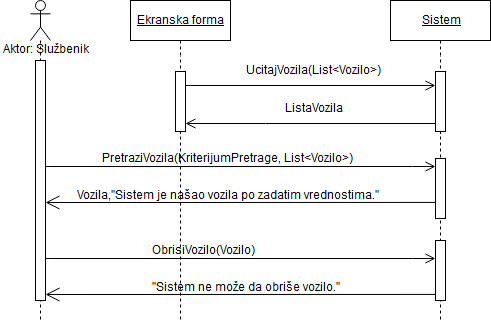 Ekranska forma
Sistem
Aktor: Službenik
UcitajVozila(List<Vozilo>)
ListaVozila
PretraziVozila(KriterijumPretrage, List<Vozilo>)
Vozila,"Sistem je našao vozila po zadatim vrednostima."
ObrisiVozilo(Vozilo)
"Sistem ne može da obriše vozilo."